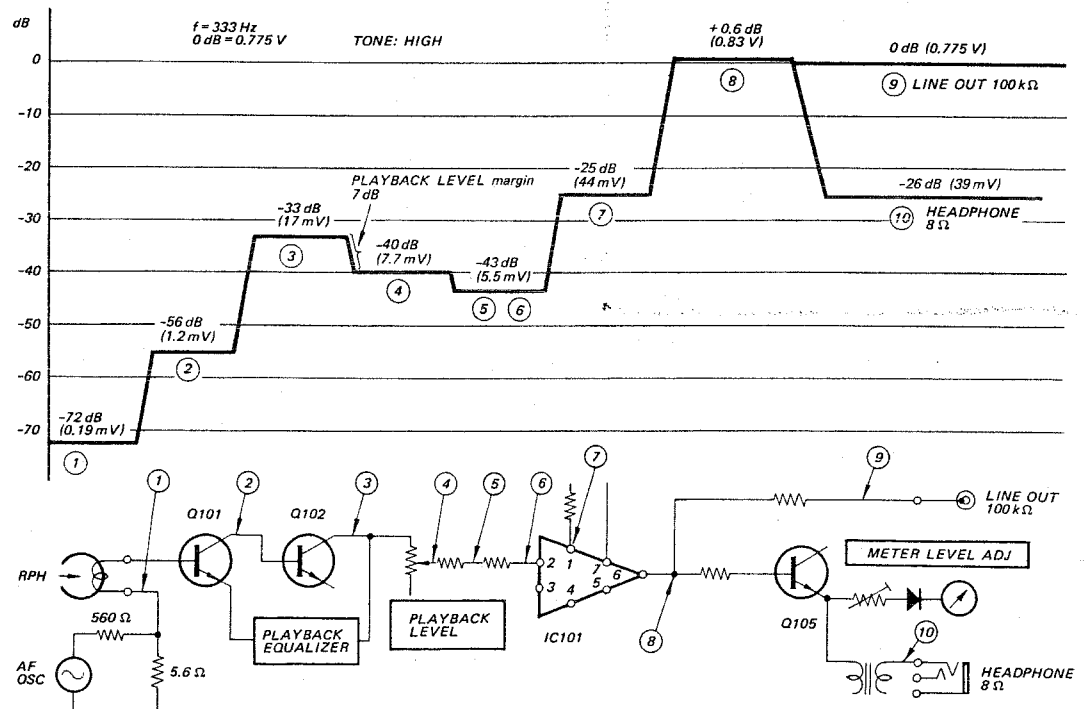 dB
f = 333 Hz
0 dB = 0.775 V
TONE: HIGH
+ 0.6 dB
(0.83 V)
0 dB (0.775 V)
0
8
9 LINE OUT 100 kΩ
-10
-20
-25 dB
(44 mV)
PLAYBACK LEVEL margin
7 dB
-26 dB (39 mV)
7
-30
-33 dB
(17 mV)
10 HEADPHONE
8 Ω
3
-40 dB
(7.7 mV)
-43 dB
(5.5 mV)
-40
4
5 6
-50
-56 dB
(1.2 mV)
2
-60
-72 dB
(0.19 mV)
-70
1
1
2
3
4
5
6
7
9
Q101
Q102
LINE OUT
100 kΩ
RPH
2
3
1
4
7
5
6
IC101
METER LEVEL ADJ
560 Ω
PLAYBACK
EQUALIZER
PLAYBACK
LEVEL
8
Q105
10
AF
OSC
5.6 Ω
HEADPHONE
8 Ω